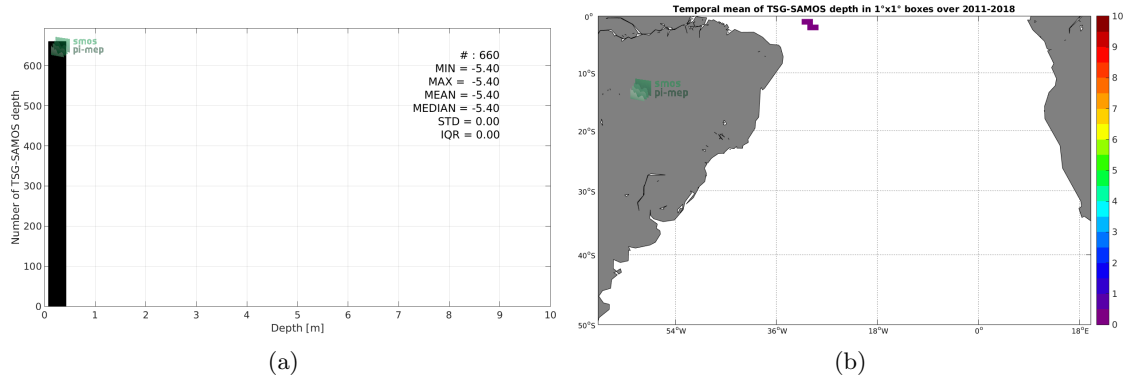 smos
pi-mep
# : 660
MIN = -5.40
MAX = -5.40
MEAN = -5.40
MEDIAN = -5.40
STD = 0.00
IQR = 0.00
Number of TSG-SAMOS depth
600
500
400
300
200
100
0
0 1 2 3 4 5 6 7 8 9 10
Depth [m]
(a)
Temporal mean of TSG-SAMOS depth in 1°x1° boxes over 2011-2018
smos
pi-mep
0°
10°S
20°S
30°S
40°S
50°S
54°W 36°W 18°W 0° 18°E
10
9
8
7
6
5
4
3
2
1
0
(b)